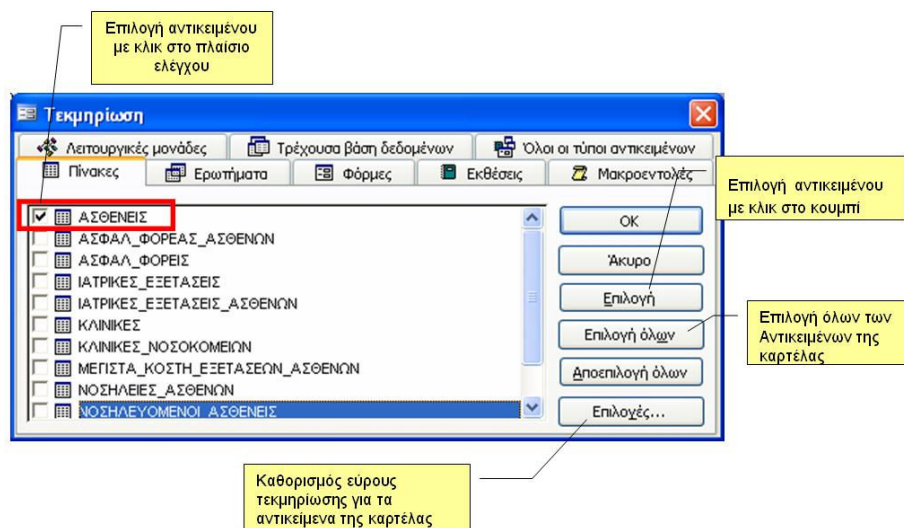 Επιλογή αντικειμένου
με κλικ στο πλαίσιο
ελέγχου
Τεκμηρίωση
Λειτουργικές μονάδες
Τρέχουσα βάση δεδομένων
Όλοι οι τύποι αντικειμένων
Πίνακες
Ερωτήματα
Φόρμες
Εκθέσεις
Μακροεντολές
ΑΣΘΕΝΕΙΣ
ΑΣΦΑΛ_ΦΟΡΕΑΣ_ΑΣΘΕΝΩΝ
ΑΣΦΑΛ_ΦΟΡΕΙΣ
ΙΑΤΡΙΚΕΣ_ΕΞΕΤΑΣΕΙΣ
ΙΑΤΡΙΚΕΣ_ΕΞΕΤΑΣΕΙΣ_ΑΣΘΕΝΩΝ
ΚΛΙΝΙΚΕΣ
ΚΛΙΝΙΚΕΣ_ΝΟΣΟΚΟΜΕΙΩΝ
ΜΕΓΙΣΤΑ_ΚΟΣΤΗ_ΕΞΕΤΑΣΕΩΝ_ΑΣΘΕΝΩΝ
ΝΟΣΗΛΕΙΕΣ_ΑΣΘΕΝΩΝ
ΝΟΣΗΛΕΥΟΜΕΝΟΙ_ΑΣΘΕΝΕΙΣ
OK
Άκυρο
Επιλογή
Επιλογή όλων
Αποεπιλογή όλων
Επιλογές...
Επιλογή αντικειμένου
με κλικ στο κουμπί
Επιλογή όλων των
Αντικειμένων της
καρτέλας
Καθορισμός εύρους
τεκμηρίωσης για τα
αντικείμενα της καρτέλας